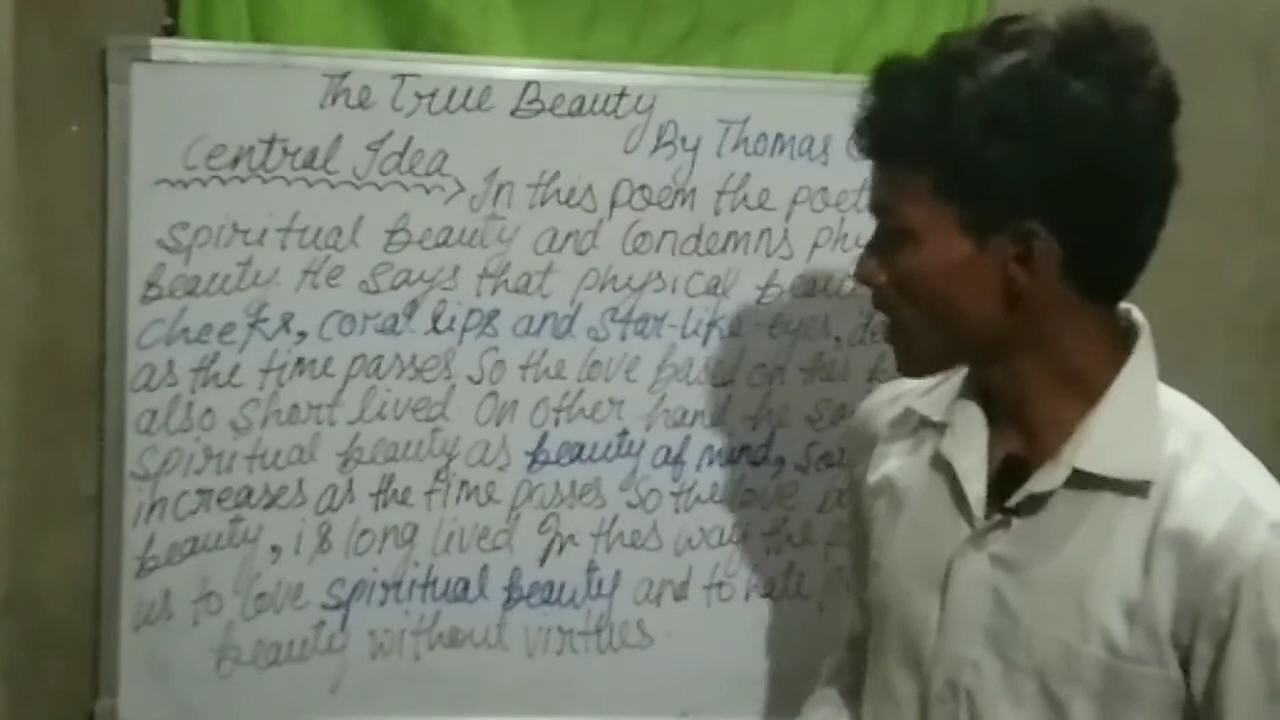 The True Beauty
By Thomas
Central Idea
In this poem the poet
spiritual beauty and Condemns
beauty. He says that physical
cheeks, coral lips and star-like eyes,
as the time passes So the love based on this
also short lived On other hand he
spiritual beauty as beauty of mind,
increases as the time passes So the love
beauty, is long lived In thes way the
us to love spiritual beauty and to hate
beauty without virtues